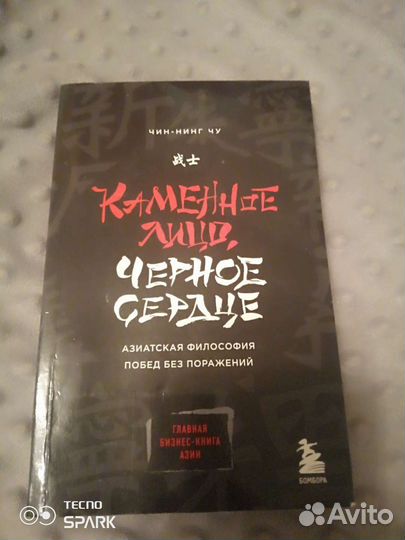 ЧИН-НИНГ ЧУ
战士
КАМЕННОЕ
ЛИЦО,
ЧЕРНОЕ
СЕРДЦЕ
АЗИАТСКАЯ ФИЛОСОФИЯ
ПОБЕД БЕЗ ПОРАЖЕНИЙ
ГЛАВНАЯ
БИЗНЕС-КНИГА
АЗИИ
БОМБОРА
TECNO
SPARK
Avito